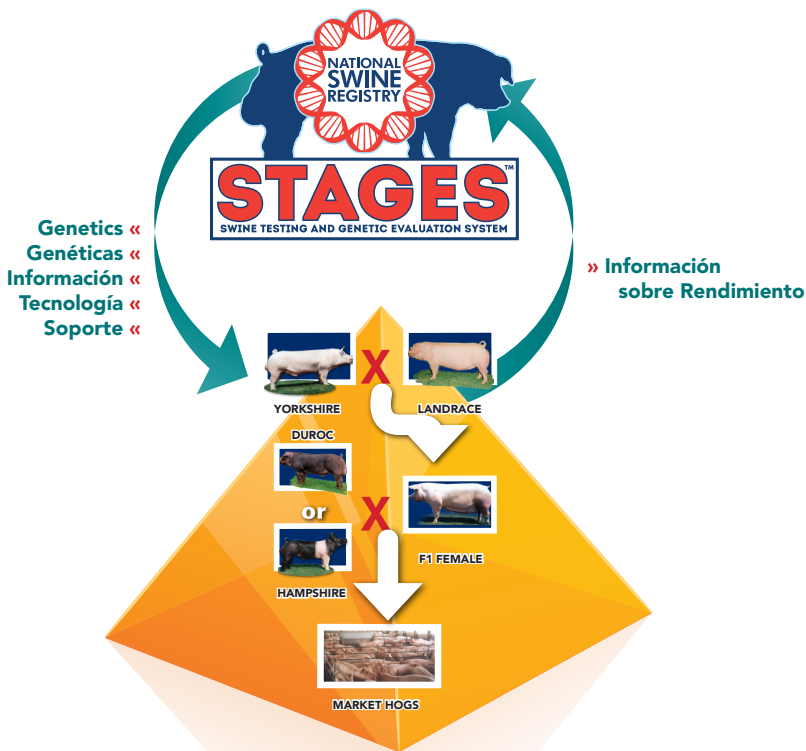 NATIONAL
SWINE
REGISTRY
STAGES™
SWINE TESTING AND GENETIC EVALUATION SYSTEM
Genetics «
Genéticas «
Información «
Tecnología «
Soporte «
» Información
sobre Rendimiento
X
YORKSHIRE
LANDRACE
DUROC
or
X
HAMPSHIRE
F1 FEMALE
MARKET HOGS